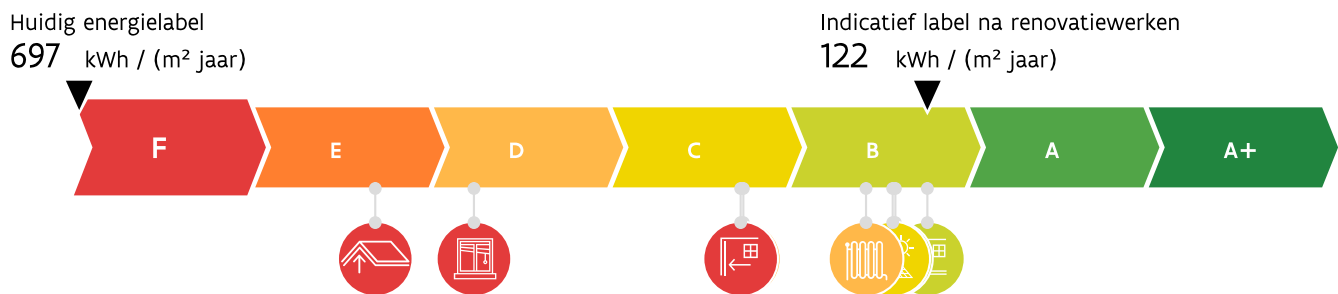 Huidig energielabel
697 kWh / (m² jaar)
Indicatief label na renovatiewerken
122 kWh / (m² jaar)
F E D C B A A+